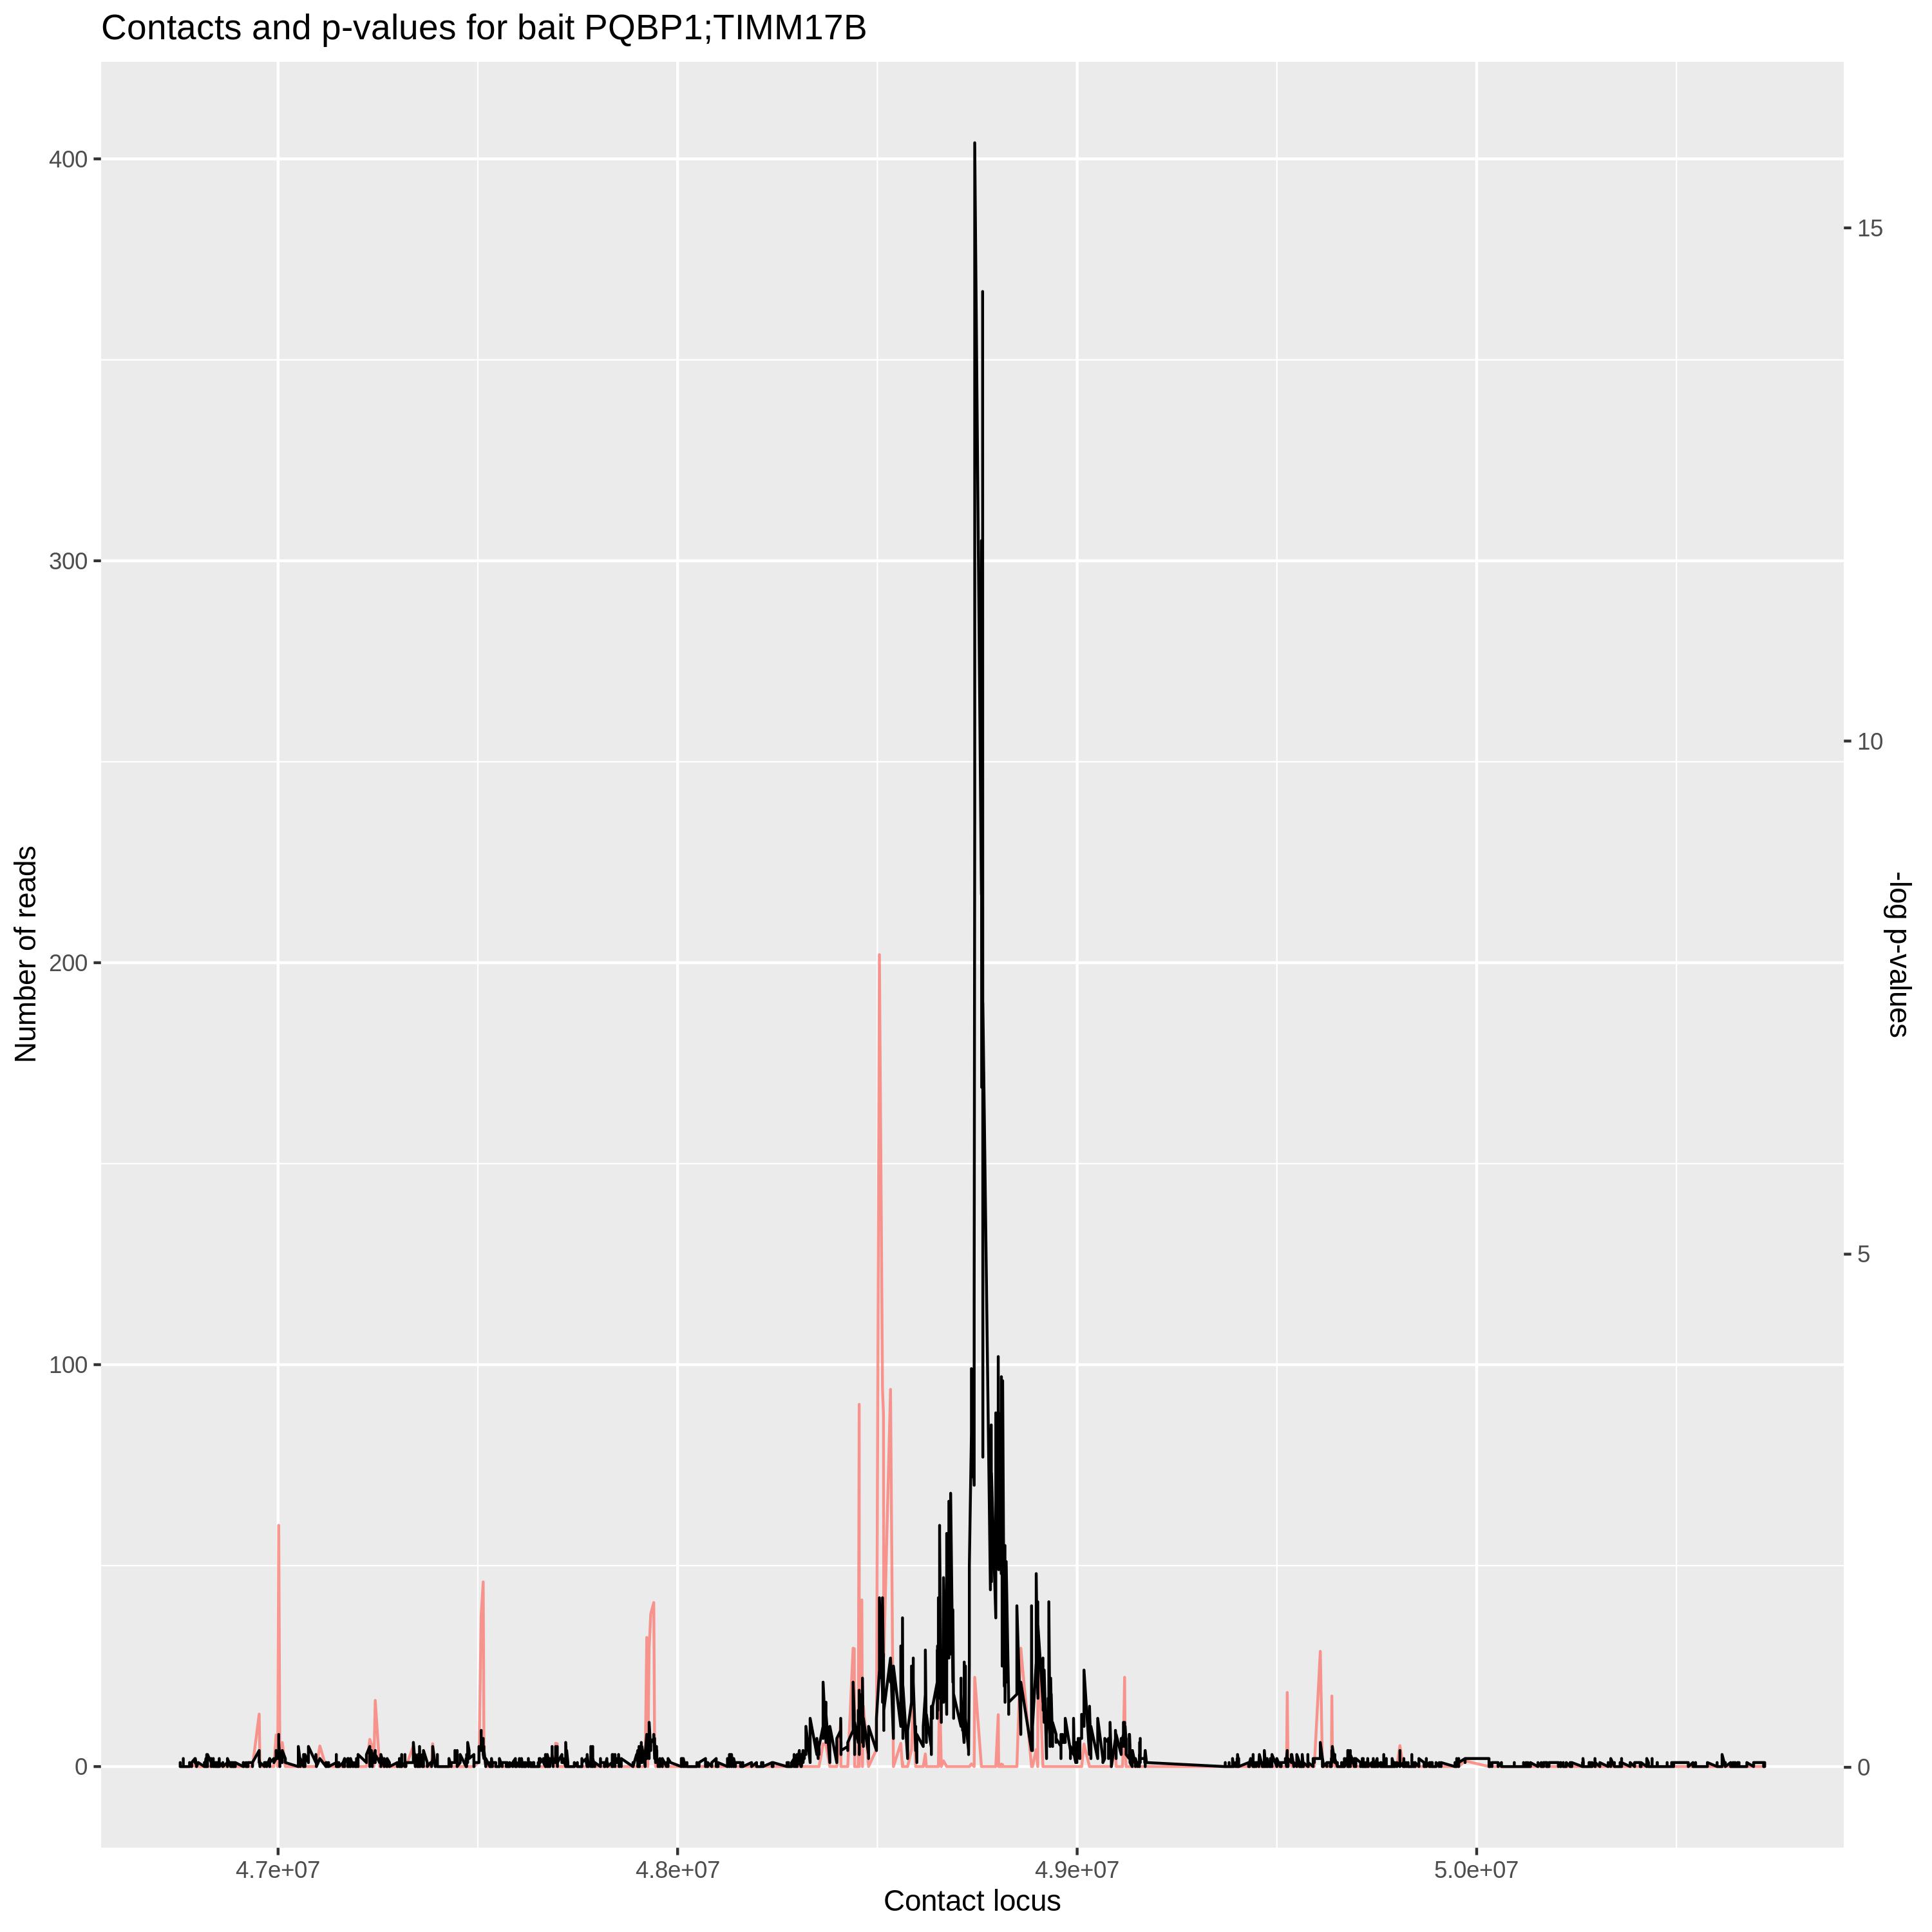 Contacts and p-values for bait PQBP1;TIMM17B
400
300
200
100
0
Number of reads
15
10
5
0
-log p-values
4.7e+07
4.8e+07
4.9e+07
5.0e+07
Contact locus